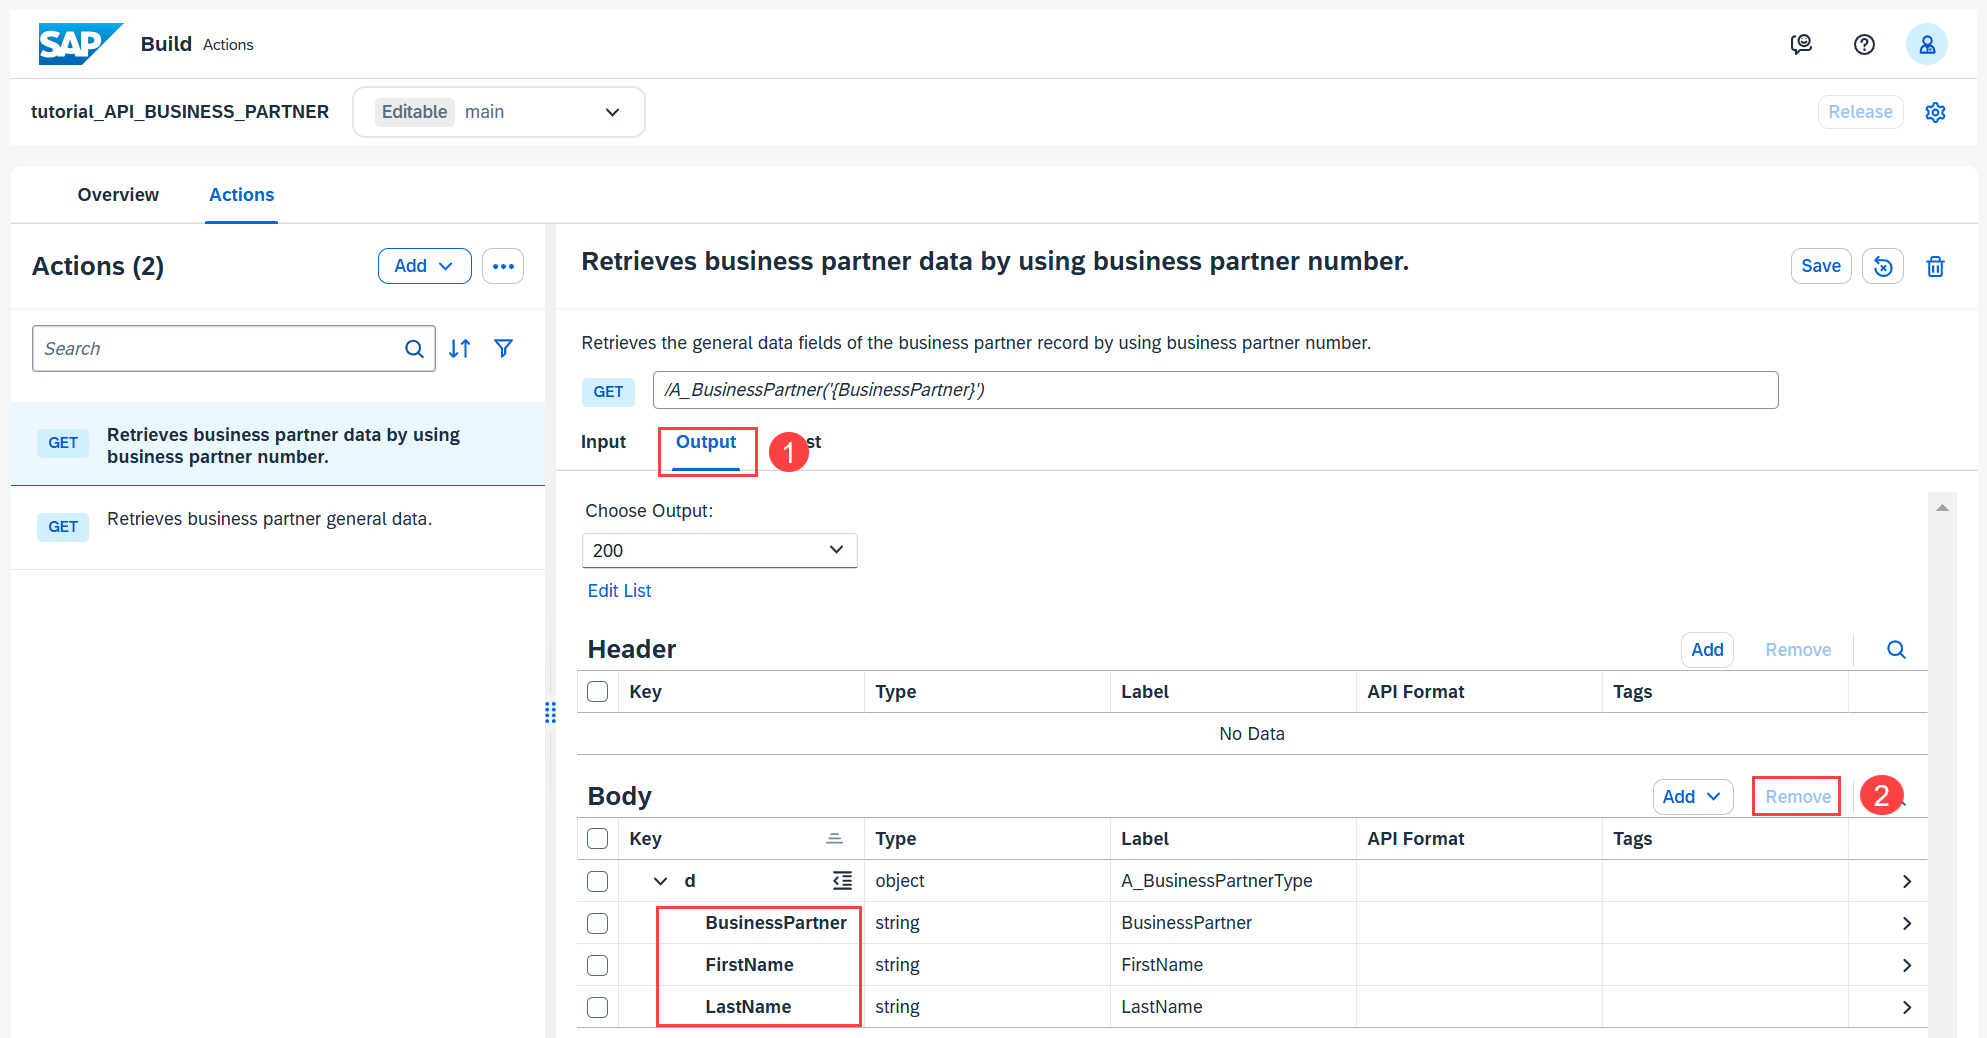 SAP Build Actions
tutorial_API_BUSINESS_PARTNER Editable main Release
Overview Actions
Actions (2) Add
Search
GET Retrieves business partner data by using
business partner number.
GET Retrieves business partner general data.
Retrieves business partner data by using business partner number. Save
Retrieves the general data fields of the business partner record by using business partner number.
GET /A_BusinessPartner('{BusinessPartner}')
Input Output 1 st
Choose Output:
200
Edit List
Header Add Remove
Key Type Label API Format Tags
No Data
Body Add Remove 2
Key Type Label API Format Tags
d object A_BusinessPartnerType
BusinessPartner string BusinessPartner
FirstName string FirstName
LastName string LastName